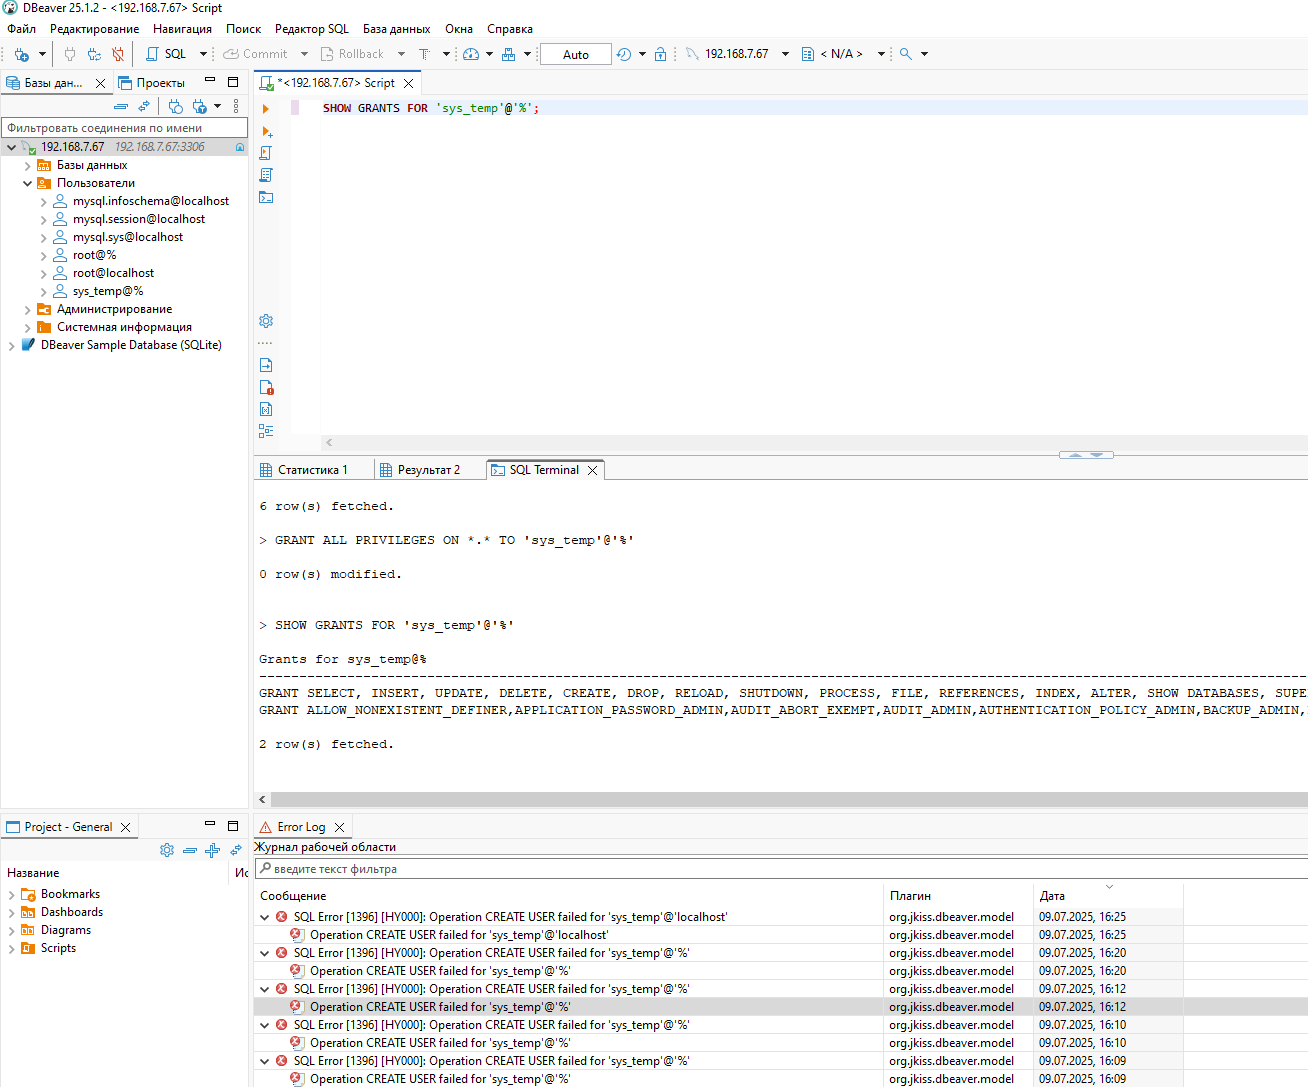 DBeaver 25.1.2 - <192.168.7.67> Script
Файл Редактирование Навигация Поиск Редактор SQL База данных Окна Справка
SQL Commit Rollback T Auto 192.168.7.67 < N/A >
Базы дан... Проекты
Фильтровать соединения по имени
192.168.7.67 192.168.7.67:3306
Базы данных
Пользователи
mysql.infoschema@localhost
mysql.session@localhost
mysql.sys@localhost
root@%
root@localhost
sys_temp@%
Администрирование
Системная информация
DBeaver Sample Database (SQLite)
*<192.168.7.67> Script
SHOW GRANTS FOR 'sys_temp'@'%';
Статистика 1 Результат 2 SQL Terminal
6 row(s) fetched.
> GRANT ALL PRIVILEGES ON *.* TO 'sys_temp'@'%'
0 row(s) modified.
> SHOW GRANTS FOR 'sys_temp'@'%'
Grants for sys_temp@%
GRANT SELECT, INSERT, UPDATE, DELETE, CREATE, DROP, RELOAD, SHUTDOWN, PROCESS, FILE, REFERENCES, INDEX, ALTER, SHOW DATABASES, SUPE
GRANT ALLOW_NONEXISTENT_DEFINER,APPLICATION_PASSWORD_ADMIN,AUDIT_ABORT_EXEMPT,AUDIT_ADMIN,AUTHENTICATION_POLICY_ADMIN,BACKUP_ADMIN,
2 row(s) fetched.
Project - General
Название Ис
Bookmarks
Dashboards
Diagrams
Scripts
Error Log
Журнал рабочей области
введите текст фильтра
Сообщение Плагин Дата
SQL Error [1396] [HY000]: Operation CREATE USER failed for 'sys_temp'@'localhost' org.jkiss.dbeaver.model 09.07.2025, 16:25
Operation CREATE USER failed for 'sys_temp'@'localhost' org.jkiss.dbeaver.model 09.07.2025, 16:25
SQL Error [1396] [HY000]: Operation CREATE USER failed for 'sys_temp'@'%' org.jkiss.dbeaver.model 09.07.2025, 16:20
Operation CREATE USER failed for 'sys_temp'@'%' org.jkiss.dbeaver.model 09.07.2025, 16:20
SQL Error [1396] [HY000]: Operation CREATE USER failed for 'sys_temp'@'%' org.jkiss.dbeaver.model 09.07.2025, 16:12
Operation CREATE USER failed for 'sys_temp'@'%' org.jkiss.dbeaver.model 09.07.2025, 16:12
SQL Error [1396] [HY000]: Operation CREATE USER failed for 'sys_temp'@'%' org.jkiss.dbeaver.model 09.07.2025, 16:10
Operation CREATE USER failed for 'sys_temp'@'%' org.jkiss.dbeaver.model 09.07.2025, 16:10
SQL Error [1396] [HY000]: Operation CREATE USER failed for 'sys_temp'@'%' org.jkiss.dbeaver.model 09.07.2025, 16:09
Operation CREATE USER failed for 'sys_temp'@'%' org.jkiss.dbeaver.model 09.07.2025, 16:09